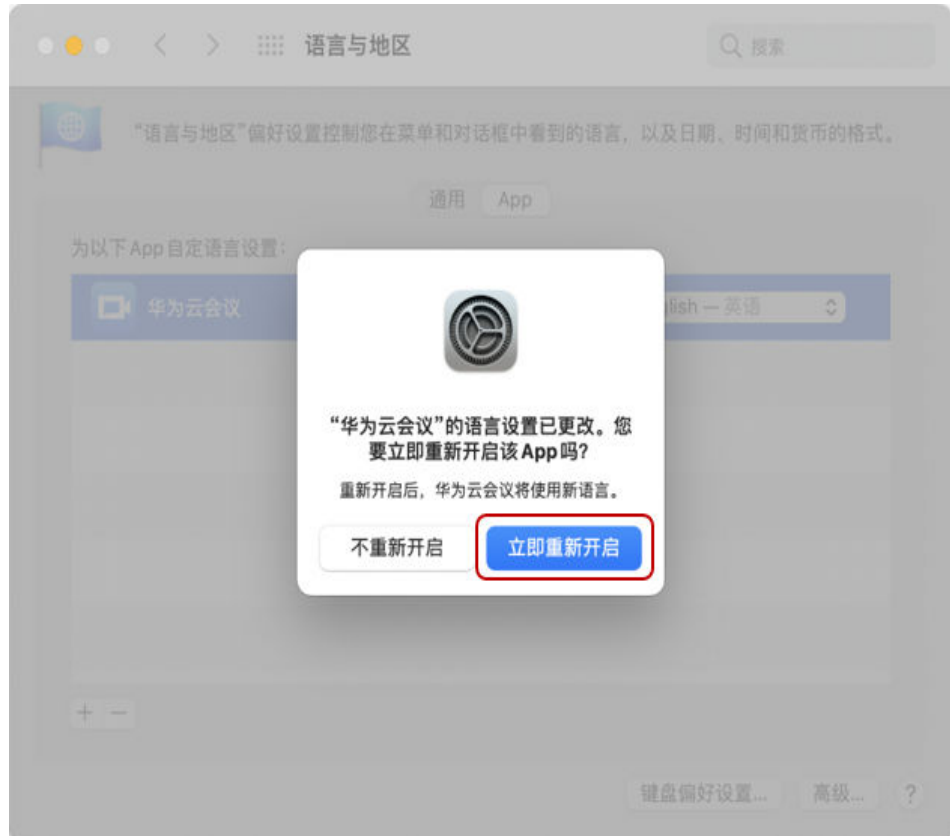 语言与地区
搜索
“语言与地区”偏好设置控制您在菜单和对话框中看到的语言，以及日期、时间和货币的格式。
通用 App
为以下App自定语言设置：
华为云会议
lish — 英语
“华为云会议”的语言设置已更改。您
要立即重新开启该App吗?
重新开启后，华为云会议将使用新语言。
不重新开启 立即重新开启
+ −
键盘偏好设置... 高级... ?